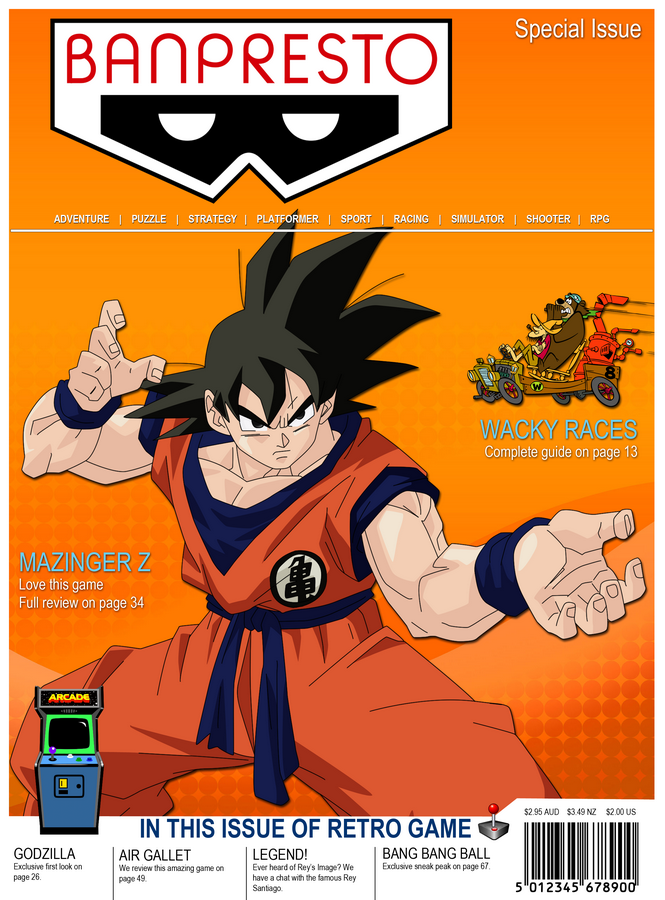 Special Issue
BANPRESTO
ADVENTURE | PUZZLE | STRATEGY | PLATFORMER | SPORT | RACING | SIMULATOR | SHOOTER | RPG
8
W
WACKY RACES
Complete guide on page 13
MAZINGER Z
Love this game
Full review on page 34
亀
ARCADE
IN THIS ISSUE OF RETRO GAME
$2.95 AUD $3.49 NZ $2.00 US
GODZILLA
Exclusive first look on
page 26.
AIR GALLET
We review this amazing game on
page 49.
LEGEND!
Ever heard of Rey's Image? We
have a chat with the famous Rey
Santiago.
BANG BANG BALL
Exclusive sneak peak on page 67.
5 012345 678900